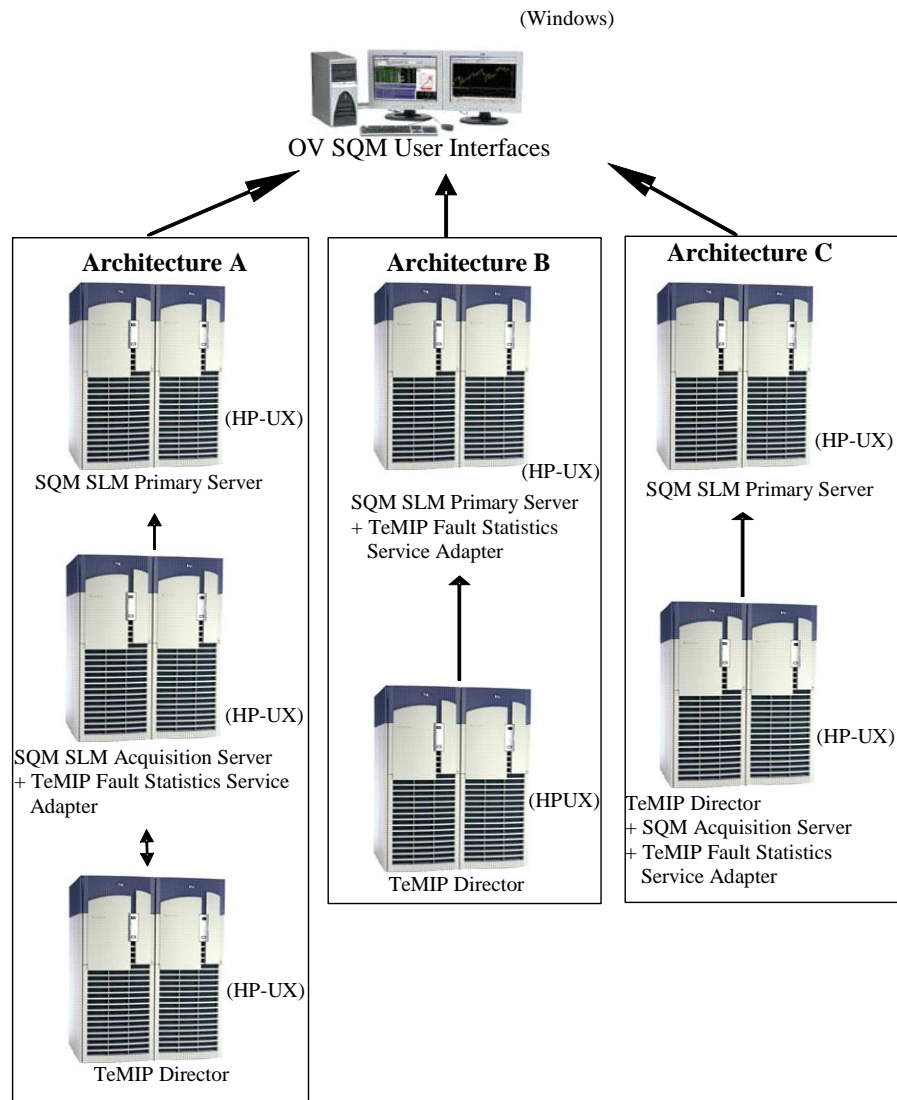 (Windows)
OV SQM User Interfaces
Architecture A
(HP-UX)
SQM SLM Primary Server
(HP-UX)
SQM SLM Acquisition Server
+ TeMIP Fault Statistics Service
Adapter
(HP-UX)
TeMIP Director
Architecture B
(HP-UX)
SQM SLM Primary Server
+ TeMIP Fault Statistics
Service Adapter
(HPUX)
TeMIP Director
Architecture C
(HP-UX)
SQM SLM Primary Server
(HP-UX)
TeMIP Director
+ SQM Acquisition Server
+ TeMIP Fault Statistics
Service Adapter